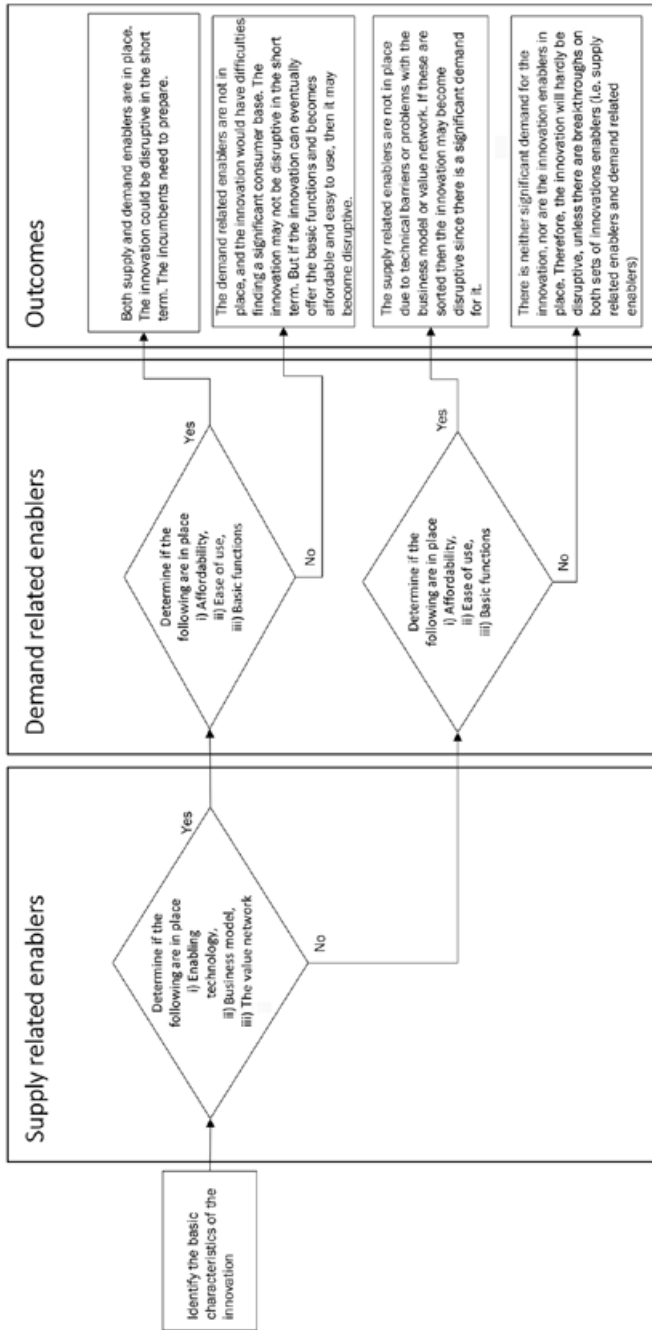 Identify the basic
characteristics of the
innovation
Supply related enablers
Determine if the
following are in place
i) Enabling
technology,
ii) Business model,
iii) The value network
Yes
No
Demand related enablers
Determine if the
following are in place
i) Affordability,
ii) Ease of use,
iii) Basic functions
Yes
No
Determine if the
following are in place
i) Affordability,
ii) Ease of use,
iii) Basic functions
Yes
No
Outcomes
Both supply and demand enablers are in place.
The innovation could be disruptive in the short
term. The incumbents need to prepare.
The demand related enablers are not in
place, and the innovation would have difficulties
finding a significant consumer base. The
innovation may not be disruptive in the short
term. But if the innovation can eventually
offer the basic functions and becomes
affordable and easy to use, then it may
become disruptive.
The supply related enablers are not in place
due to technical barriers or problems with the
business model or value network. If these are
sorted then the innovation may become
disruptive since there is a significant demand
for it.
There is neither significant demand for the
innovation, nor are the innovation enablers in
place. Therefore, the innovation will hardly be
disruptive, unless there are breakthroughs on
both sets of innovations enablers (i.e. supply
related enablers and demand related
enablers)